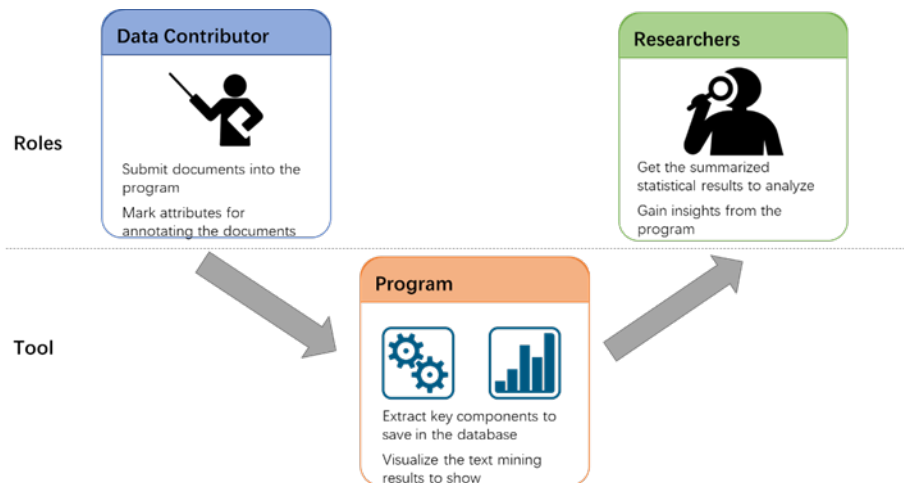 Data Contributor
Researchers
Roles
Submit documents into the
program
Mark attributes for
annotating the documents
Get the summarized
statistical results to analyze
Gain insights from the
program
Program
Tool
Extract key components to
save in the database
Visualize the text mining
results to show